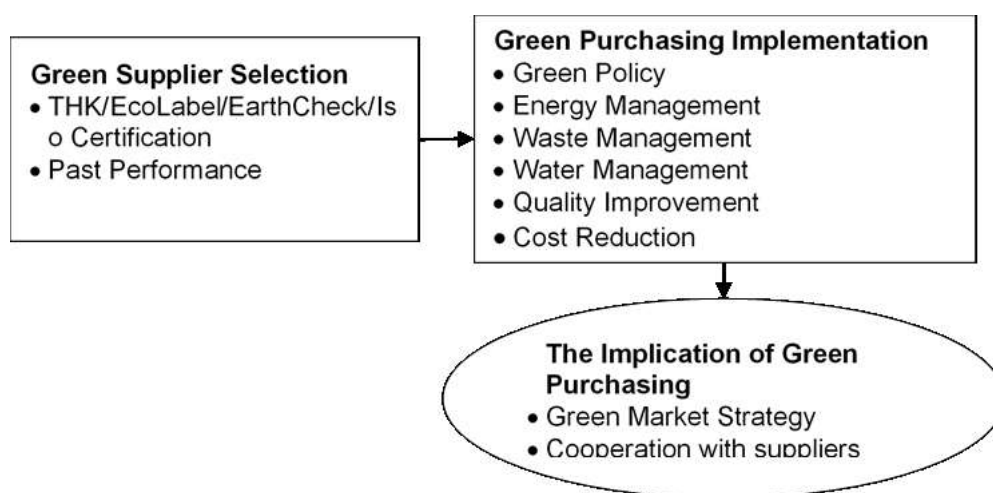 Green Supplier Selection
• THK/EcoLabel/EarthCheck/Is
o Certification
• Past Performance
Green Purchasing Implementation
• Green Policy
• Energy Management
• Waste Management
• Water Management
• Quality Improvement
• Cost Reduction
The Implication of Green
Purchasing
• Green Market Strategy
• Cooperation with suppliers